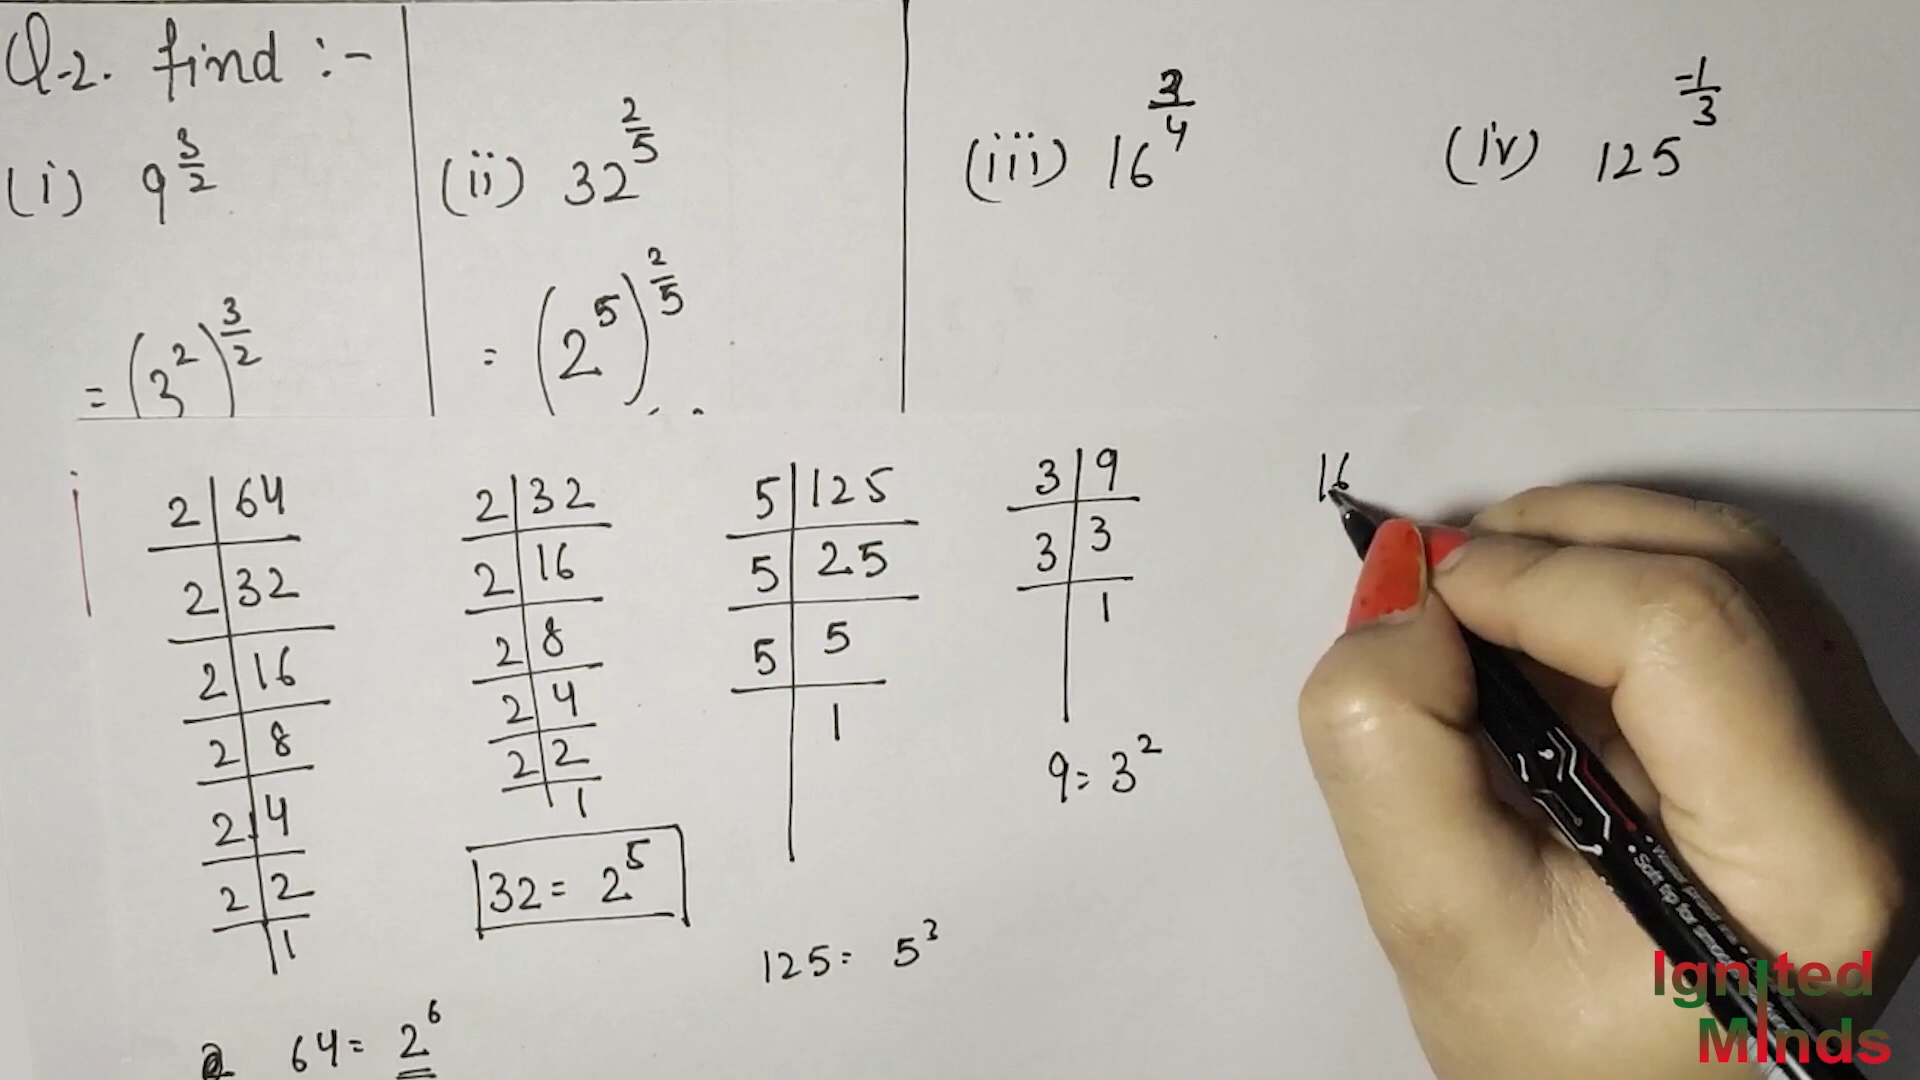 Q-2. find :-
(i) 9^3/2
= (3^2)^3/2
(ii) 32^2/5
= (2^5)^2/5
(iii) 16^3/4
(iv) 125^-1/3
2 | 64
2 | 32
2 | 16
2 | 8
2 | 4
2 | 2
1
64 = 2^6
2 | 32
2 | 16
2 | 8
2 | 4
2 | 2
1
32 = 2^5
5 | 125
5 | 25
5 | 5
1
125 = 5^3
3 | 9
3 | 3
1
9 = 3^2
16
Ignited
Minds